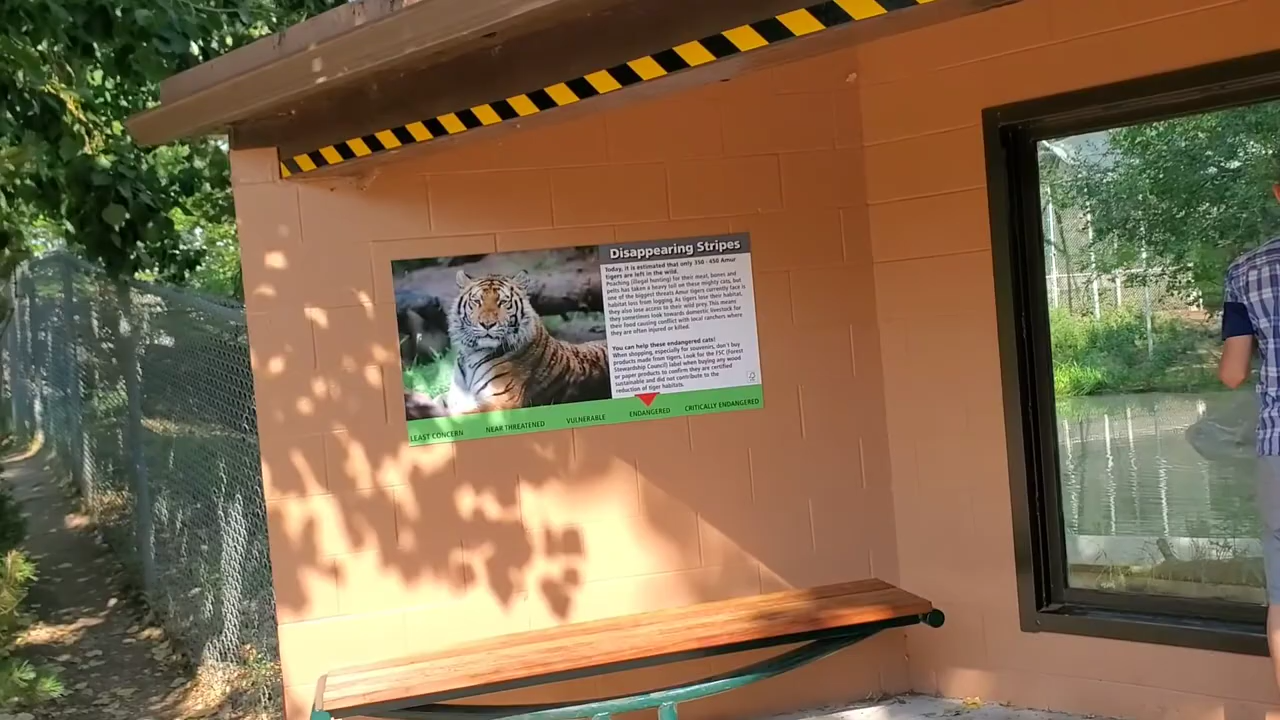 Disappearing Stripes
Today, it is estimated that only 350 - 450 Amur
tigers are left in the wild.
Poaching (illegal hunting) for their meat, bones and
pelts has taken a heavy toll on these mighty cats, but
one of the biggest threats Amur tigers currently face is
habitat loss from logging. As tigers lose their habitat,
they also lose access to their wild prey. This means
they sometimes look towards domestic livestock for
their food causing conflict with local ranchers where
they are often injured or killed.
You can help these endangered cats!
When shopping, especially for souvenirs, don't buy
products made from tigers. Look for the FSC (Forest
Stewardship Council) label when buying any wood
or paper products to confirm they are certified
sustainable and did not contribute to the
reduction of tiger habitats.
LEAST CONCERN NEAR THREATENED VULNERABLE ENDANGERED CRITICALLY ENDANGERED